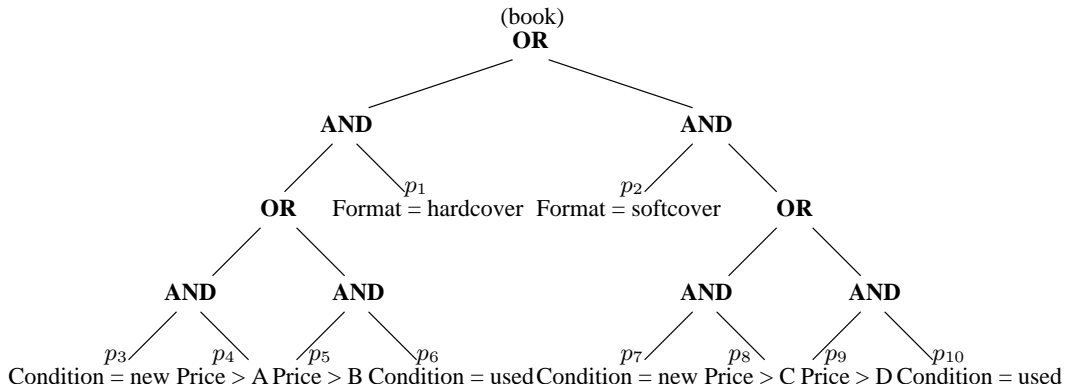 (book)
OR
AND AND
p1 p2
Format = hardcover Format = softcover
OR OR
AND AND AND AND
p3 p4 p5 p6 p7 p8 p9 p10
Condition = new Price > A Price > B Condition = used Condition = new Price > C Price > D Condition = used